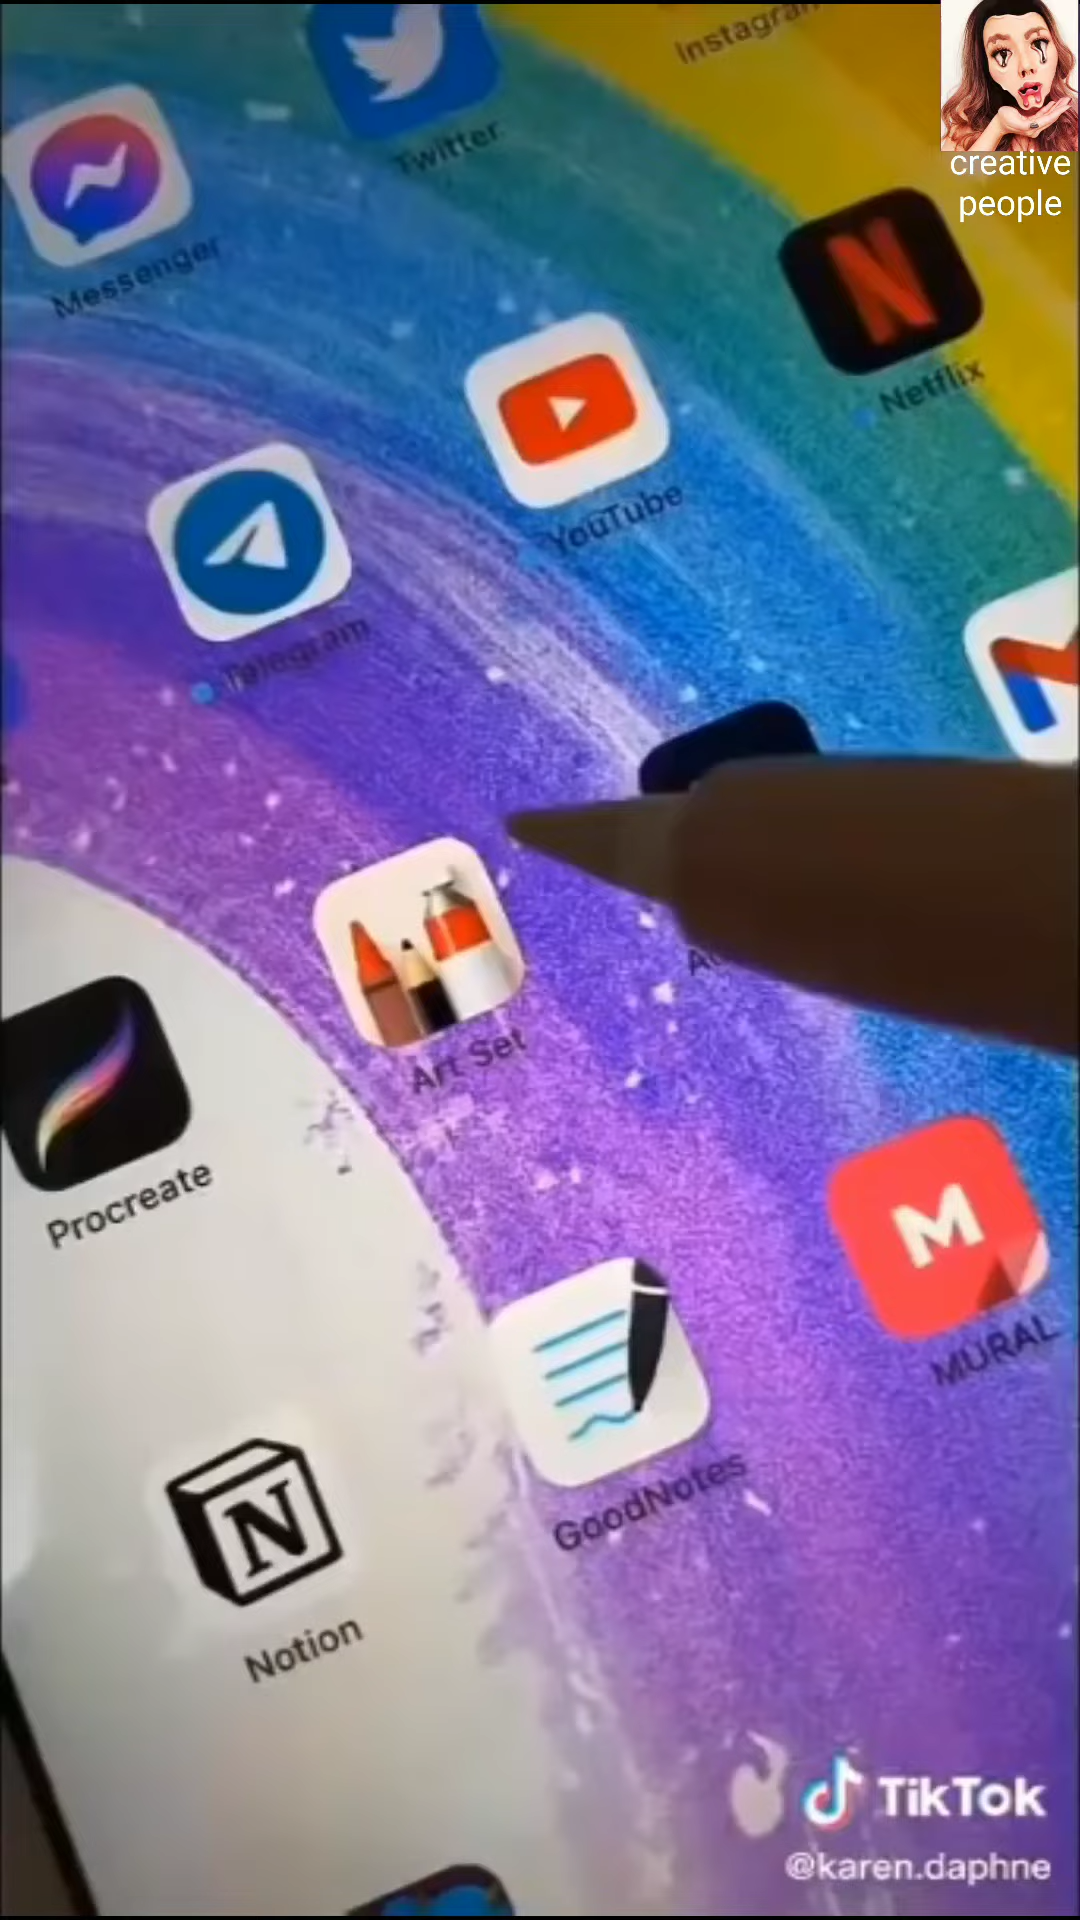 Instagram
creative
people
Twitter
Messenger
Netflix
YouTube
Telegram
Art Set
Procreate
M
MURAL
GoodNotes
N
Notion
TikTok
@karen.daphne